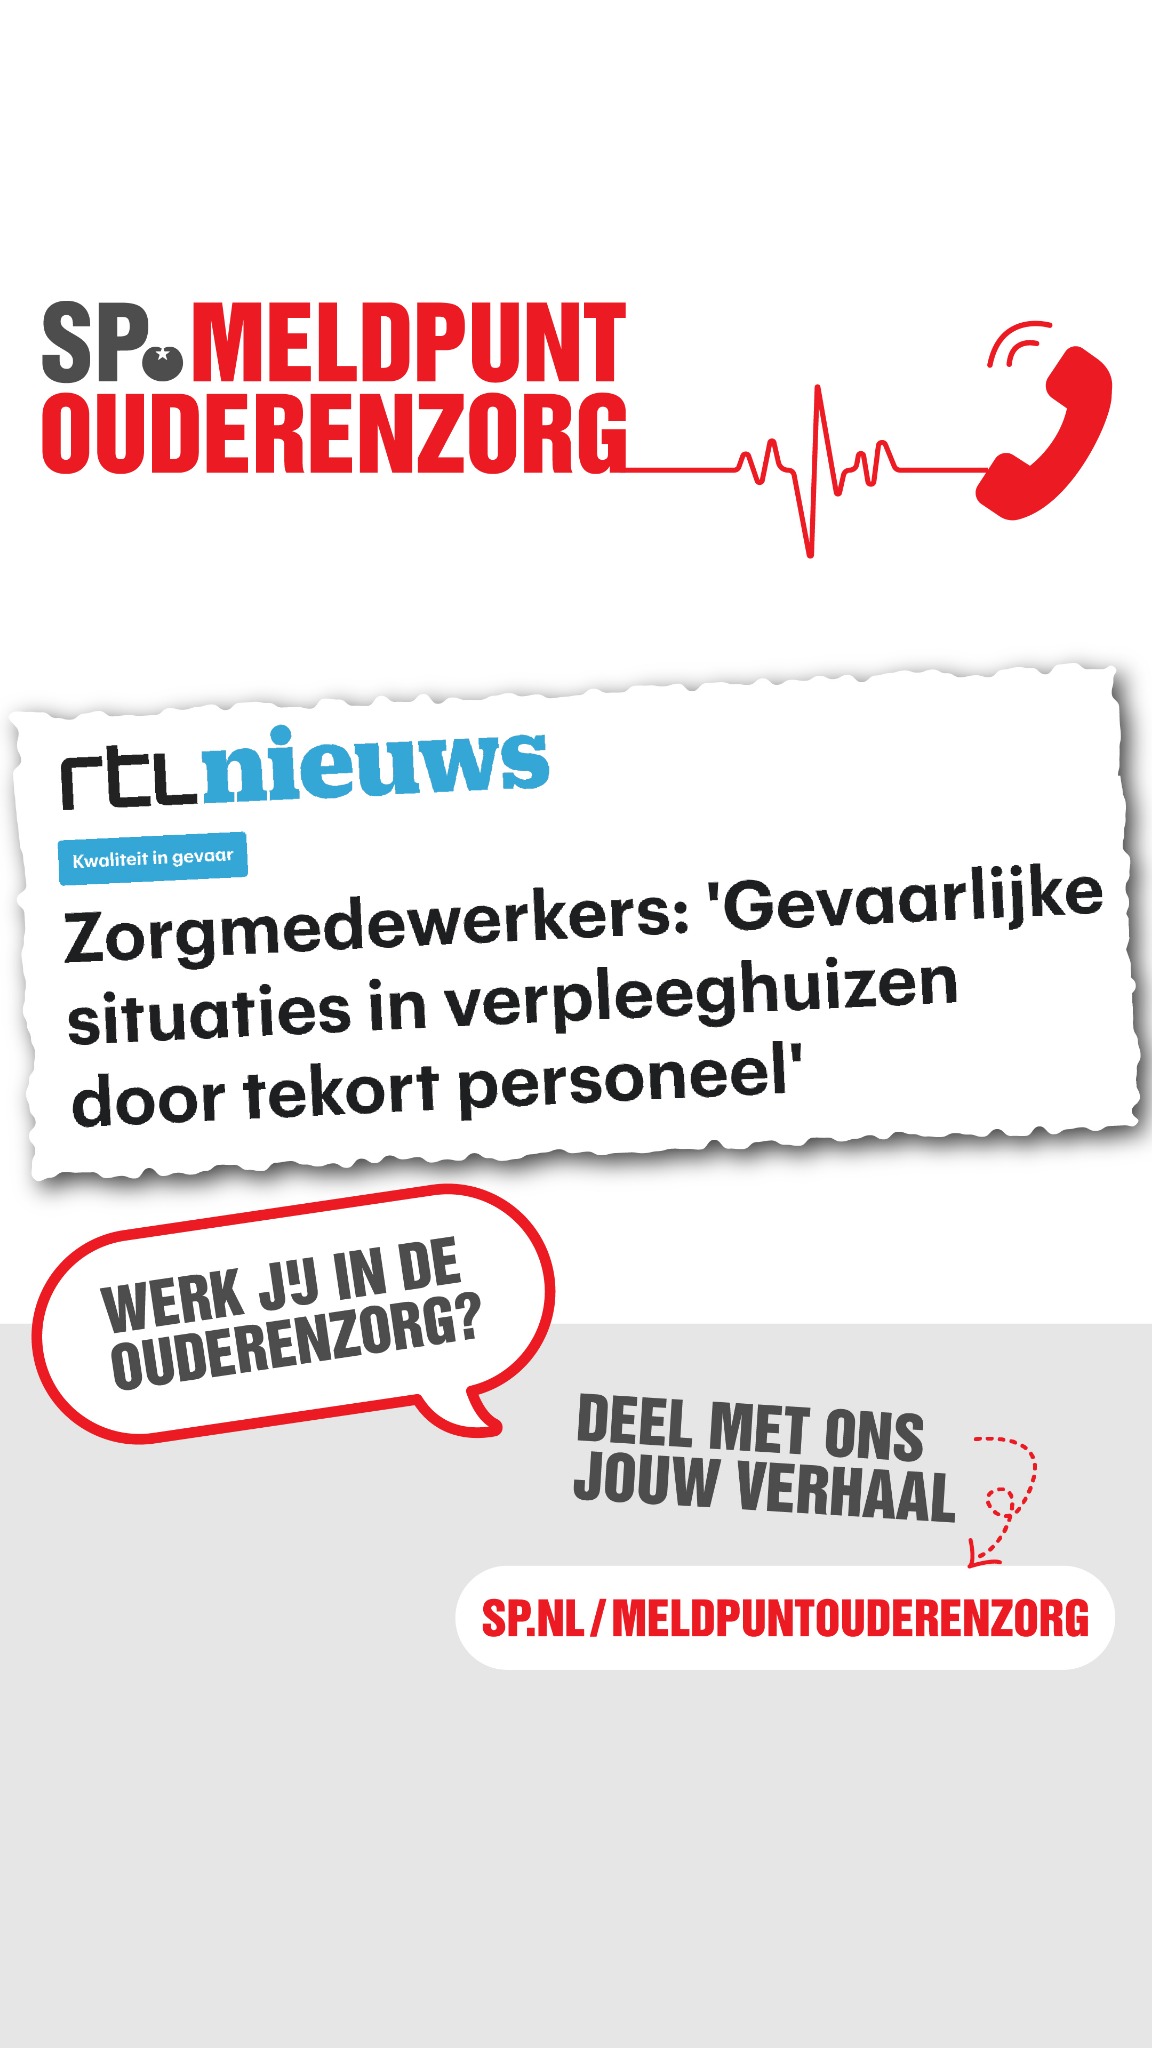 SP. MELDPUNT
OUDERENZORG
rtlnieuws
Kwaliteit in gevaar
Zorgmedewerkers: 'Gevaarlijke
situaties in verpleeghuizen
door tekort personeel'
WERK JIJ IN DE
OUDERENZORG?
DEEL MET ONS
JOUW VERHAAL
SP.NL/MELDPUNTOUDERENZORG